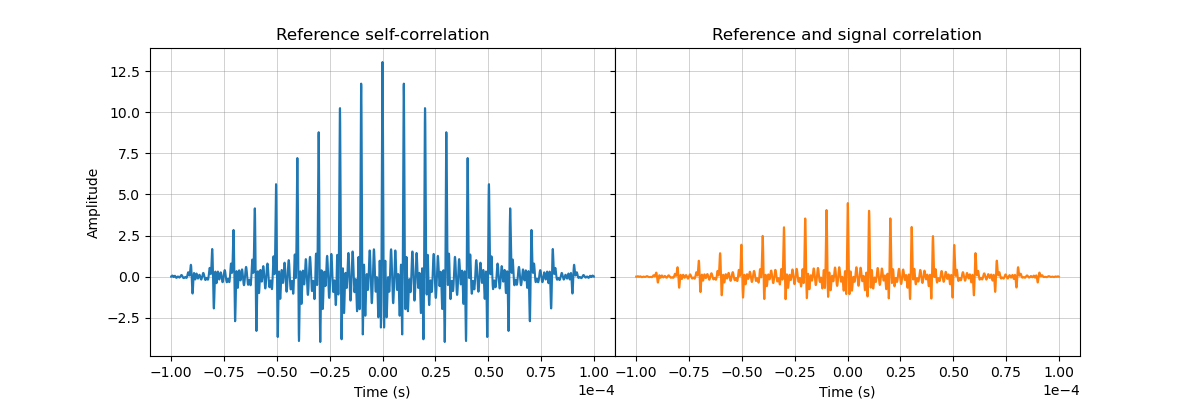 Reference self-correlation
Reference and signal correlation
Amplitude
12.5
10.0
7.5
5.0
2.5
0.0
−2.5
−1.00 −0.75 −0.50 −0.25 0.00 0.25 0.50 0.75 1.00
1e−4
Time (s)
−1.00 −0.75 −0.50 −0.25 0.00 0.25 0.50 0.75 1.00
1e−4
Time (s)